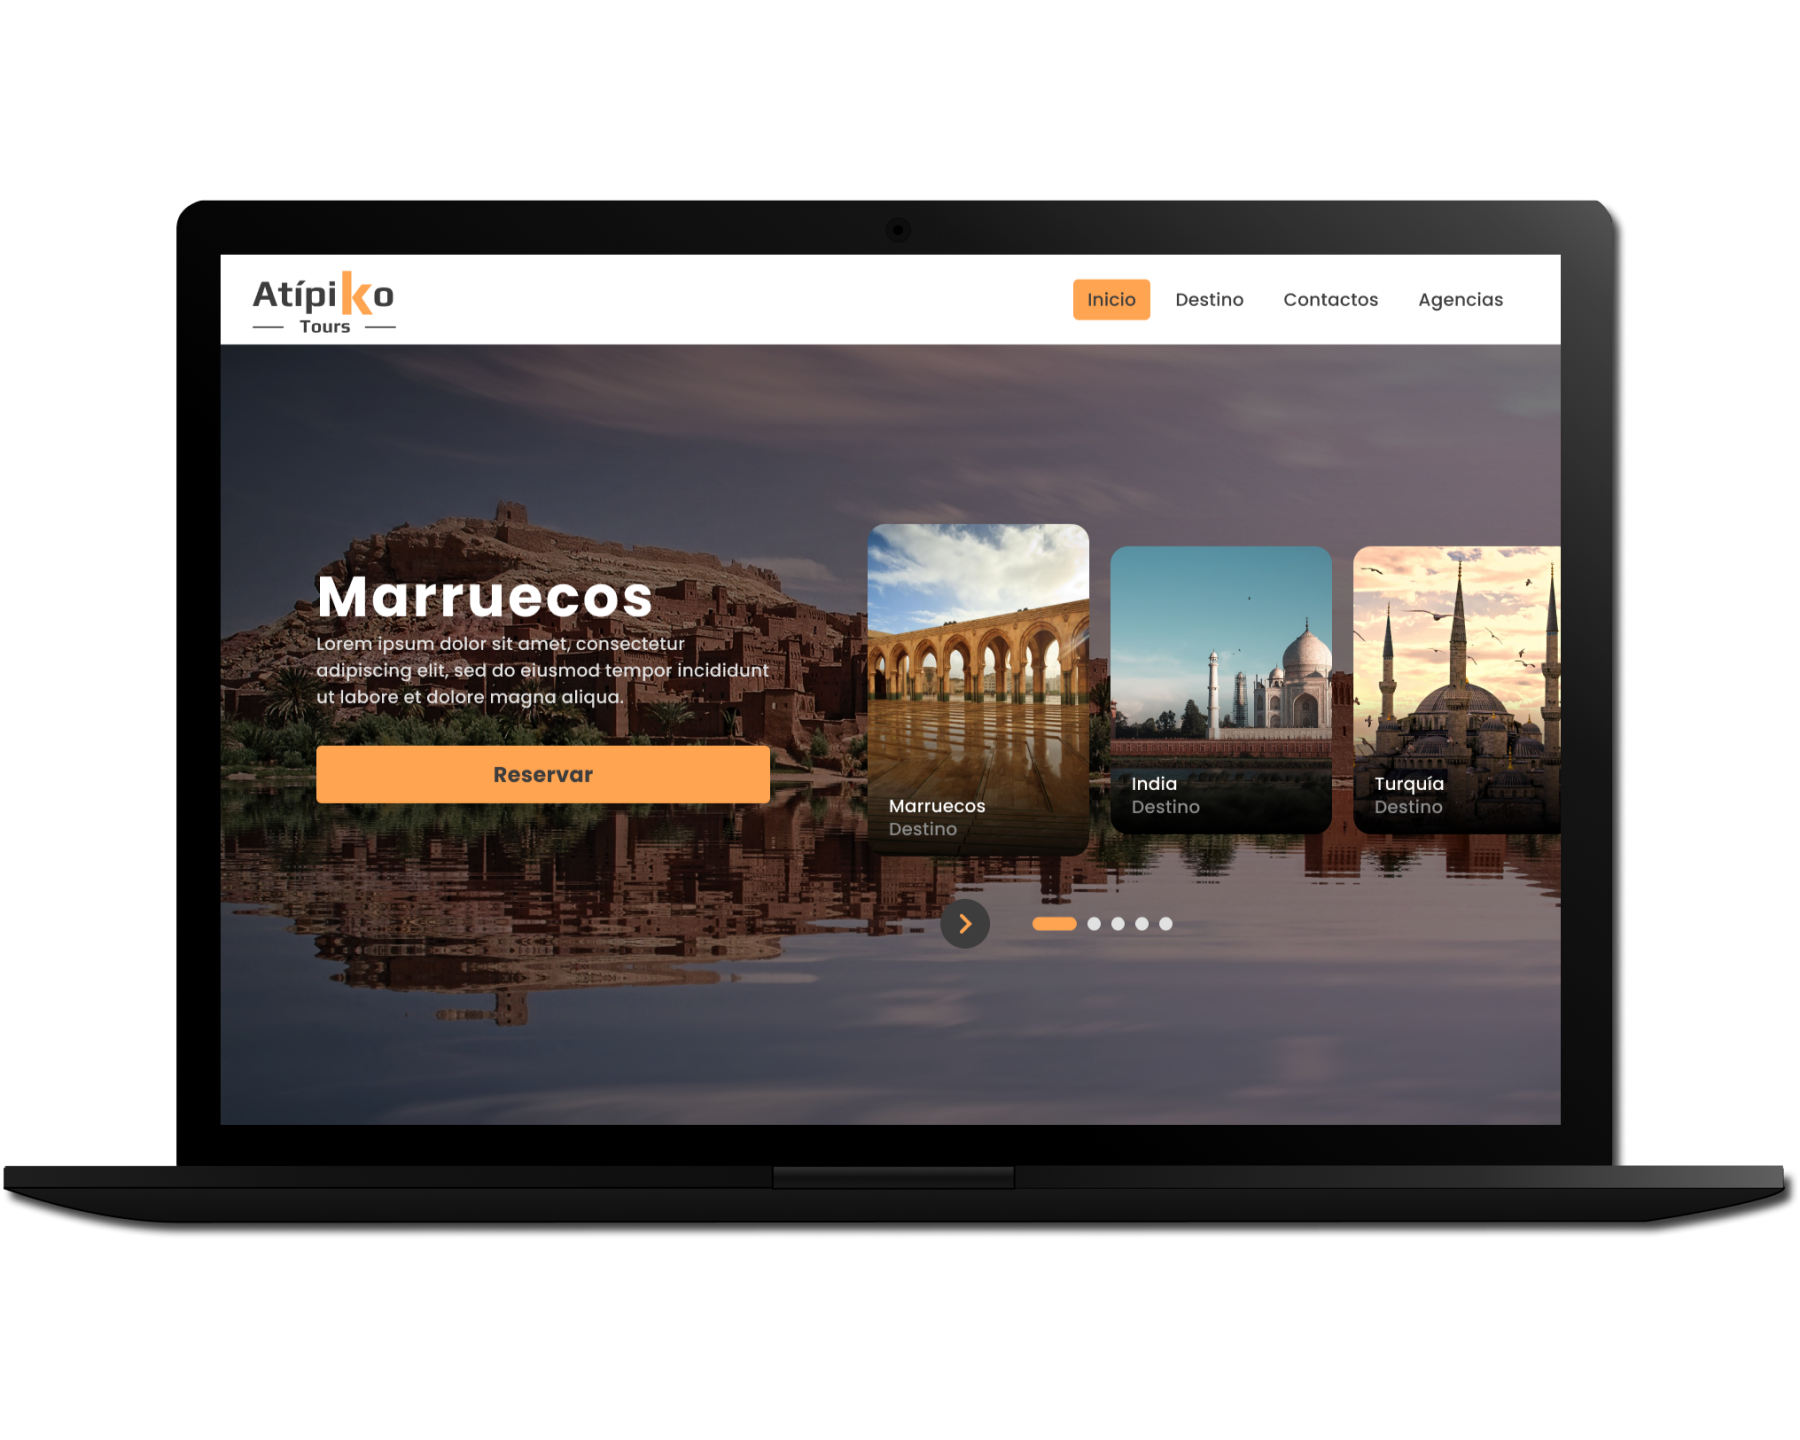 Atípiko
Tours
Inicio
Destino
Contactos
Agencias
Marruecos
Lorem ipsum dolor sit amet, consectetur
adipiscing elit, sed do eiusmod tempor incididunt
ut labore et dolore magna aliqua.
Reservar
Marruecos
Destino
India
Destino
Turquía
Destino